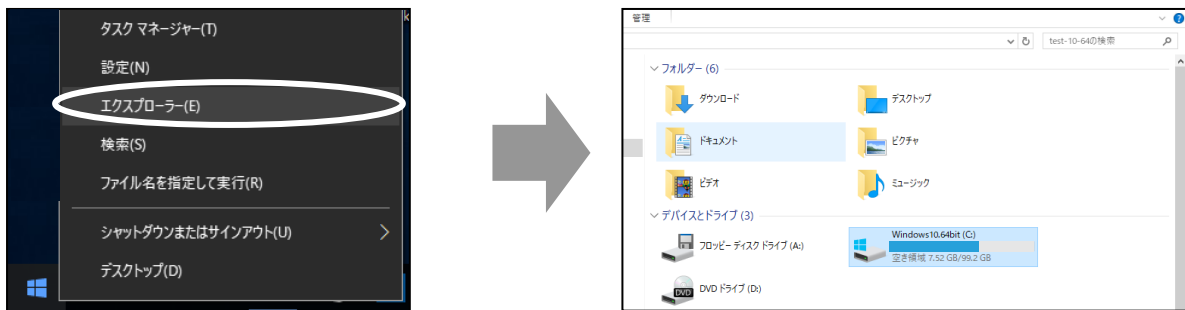 タスク マネージャー(T)
設定(N)
エクスプローラー(E)
検索(S)
ファイル名を指定して実行(R)
シャットダウンまたはサインアウト(U)
デスクトップ(D)
管理
test-10-64の検索
フォルダー (6)
ダウンロード
デスクトップ
ドキュメント
ピクチャ
ビデオ
ミュージック
デバイスとドライブ (3)
フロッピー ディスク ドライブ (A:)
Windows10.64bit (C:)
空き領域 7.52 GB/99.2 GB
DVD
DVD ドライブ (D:)